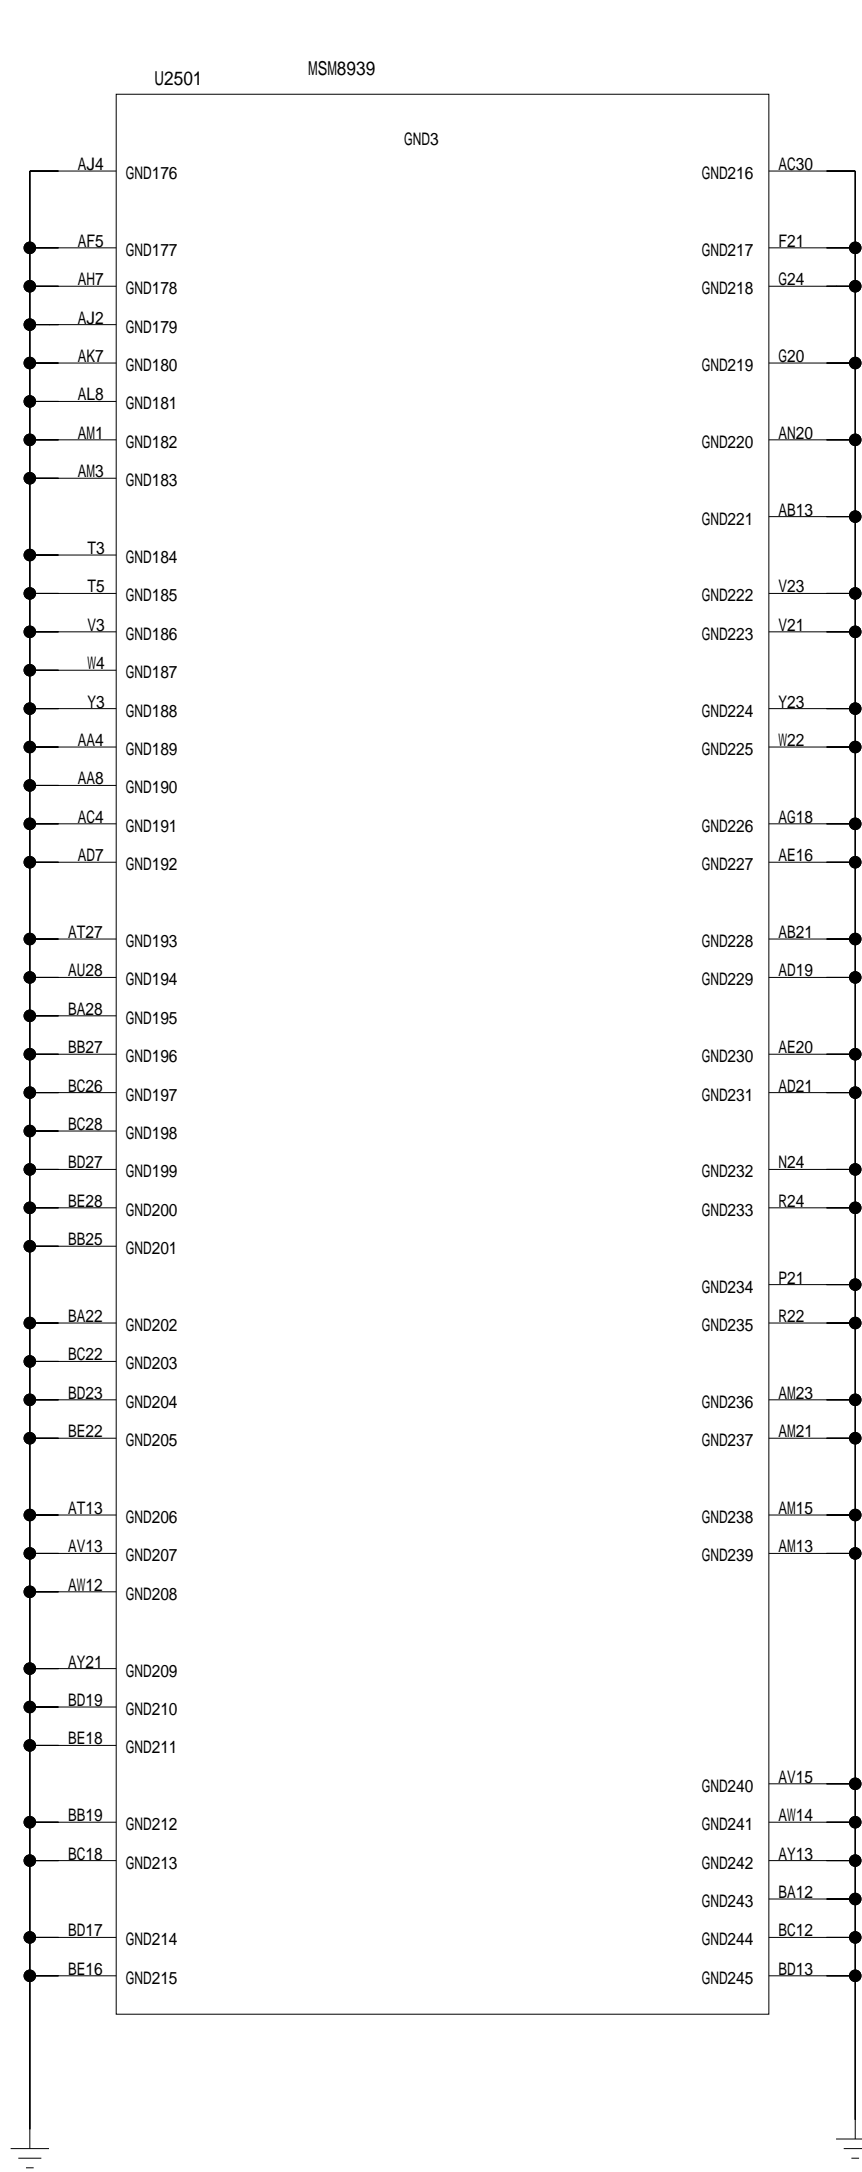 U2501 MSM8939
GND3
AJ4 GND176 GND216 AC30
AF5 GND177 GND217 F21
AH7 GND178 GND218 G24
AJ2 GND179
AK7 GND180 GND219 G20
AL8 GND181
AM1 GND182 GND220 AN20
AM3 GND183
GND221 AB13
T3 GND184
T5 GND185 GND222 V23
V3 GND186 GND223 V21
W4 GND187
Y3 GND188 GND224 Y23
AA4 GND189 GND225 W22
AA8 GND190
AC4 GND191 GND226 AG18
AD7 GND192 GND227 AE16
AT27 GND193 GND228 AB21
AU28 GND194 GND229 AD19
BA28 GND195
BB27 GND196 GND230 AE20
BC26 GND197 GND231 AD21
BC28 GND198
BD27 GND199 GND232 N24
BE28 GND200 GND233 R24
BB25 GND201
GND234 P21
BA22 GND202 GND235 R22
BC22 GND203
BD23 GND204 GND236 AM23
BE22 GND205 GND237 AM21
AT13 GND206 GND238 AM15
AV13 GND207 GND239 AM13
AW12 GND208
AY21 GND209
BD19 GND210
BE18 GND211
GND240 AV15
BB19 GND212 GND241 AW14
BC18 GND213 GND242 AY13
GND243 BA12
BD17 GND214 GND244 BC12
BE16 GND215 GND245 BD13